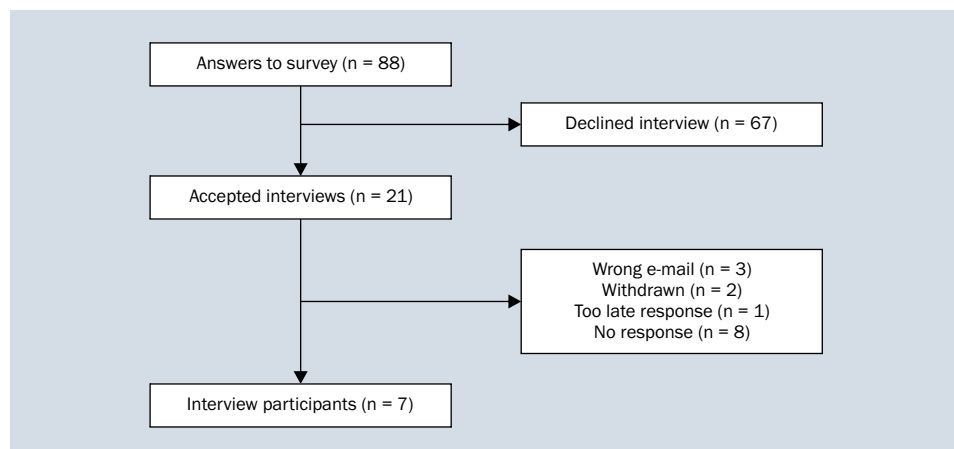 Answers to survey (n = 88)
Declined interview (n = 67)
Accepted interviews (n = 21)
Wrong e-mail (n = 3)
Withdrawn (n = 2)
Too late response (n = 1)
No response (n = 8)
Interview participants (n = 7)